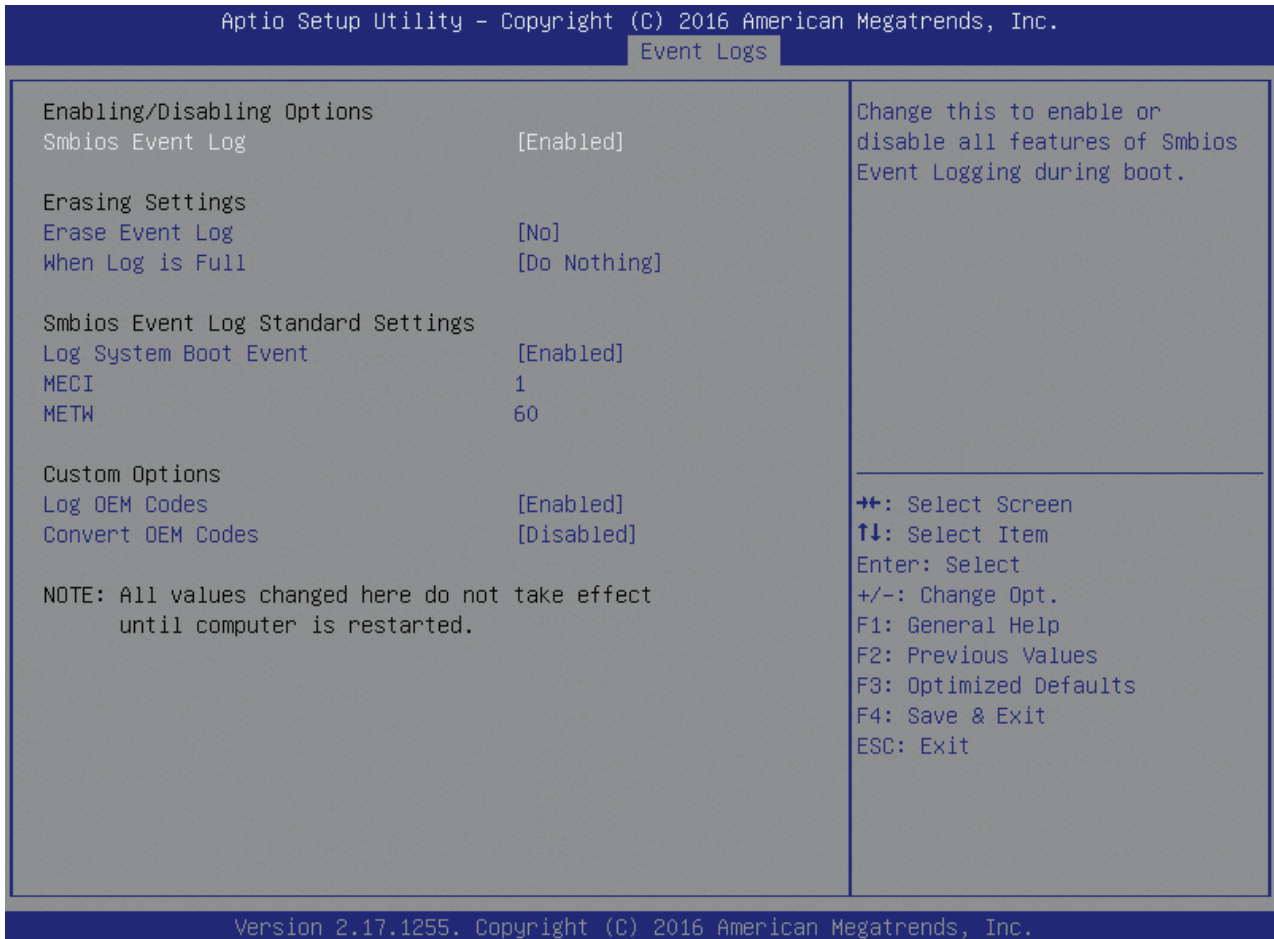 Aptio Setup Utility – Copyright (C) 2016 American Megatrends, Inc.
Event Logs
Enabling/Disabling Options
Smbios Event Log [Enabled]
Erasing Settings
Erase Event Log [No]
When Log is Full [Do Nothing]
Smbios Event Log Standard Settings
Log System Boot Event [Enabled]
MECI 1
METW 60
Custom Options
Log OEM Codes [Enabled]
Convert OEM Codes [Disabled]
NOTE: All values changed here do not take effect
until computer is restarted.
Change this to enable or
disable all features of Smbios
Event Logging during boot.
→←: Select Screen
↑↓: Select Item
Enter: Select
+/-: Change Opt.
F1: General Help
F2: Previous Values
F3: Optimized Defaults
F4: Save & Exit
ESC: Exit
Version 2.17.1255. Copyright (C) 2016 American Megatrends, Inc.